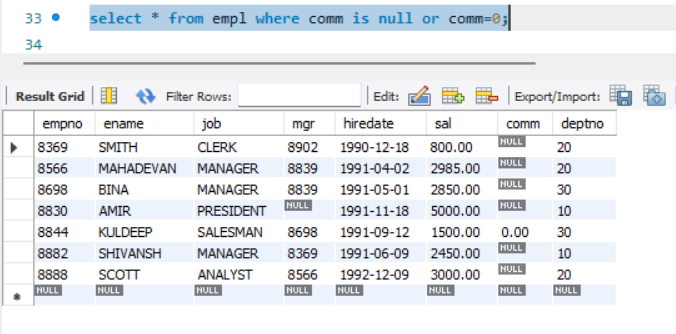 33 select * from empl where comm is null or comm=0;
34
Result Grid Filter Rows: Edit: Export/Import:
empno ename job mgr hiredate sal comm deptno
8369 SMITH CLERK 8902 1990-12-18 800.00 NULL 20
8566 MAHADEVAN MANAGER 8839 1991-04-02 2985.00 NULL 20
8698 BINA MANAGER 8839 1991-05-01 2850.00 NULL 30
8830 AMIR PRESIDENT NULL 1991-11-18 5000.00 NULL 10
8844 KULDEEP SALESMAN 8698 1991-09-12 1500.00 0.00 30
8882 SHIVANSH MANAGER 8369 1991-06-09 2450.00 NULL 10
8888 SCOTT ANALYST 8566 1992-12-09 3000.00 NULL 20
NULL NULL NULL NULL NULL NULL NULL NULL